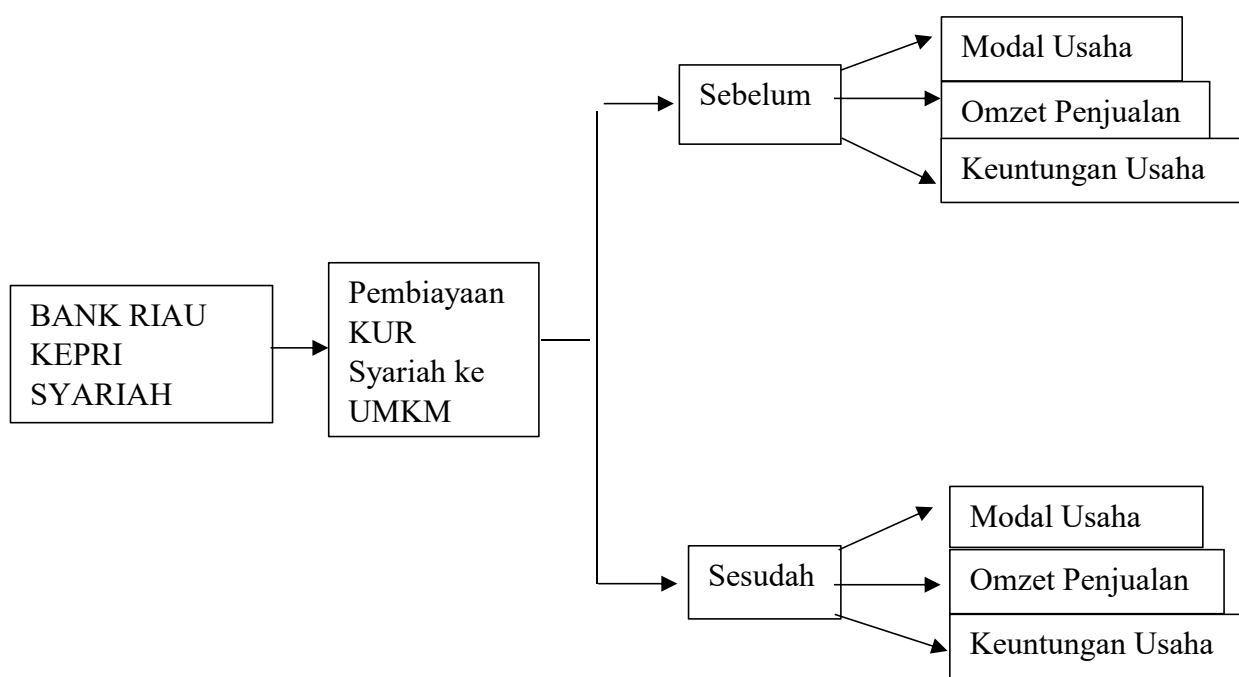 BANK RIAU
KEPRI
SYARIAH
Pembiayaan
KUR
Syariah ke
UMKM
Sebelum
Modal Usaha
Omzet Penjualan
Keuntungan Usaha
Sesudah
Modal Usaha
Omzet Penjualan
Keuntungan Usaha